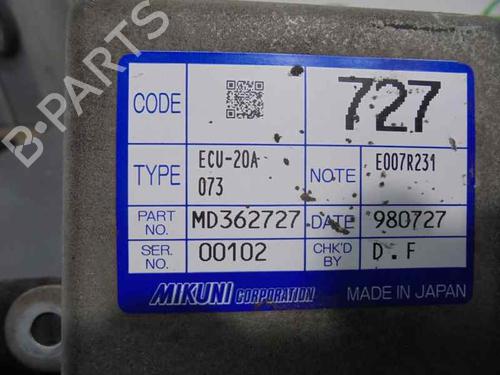 B-PARTS
CODE 727
TYPE ECU-20A 073 NOTE E007R231
PART NO. MD362727 DATE 980727
SER. NO. 00102 CHK'D BY D.F
MIKUNI CORPORATION MADE IN JAPAN